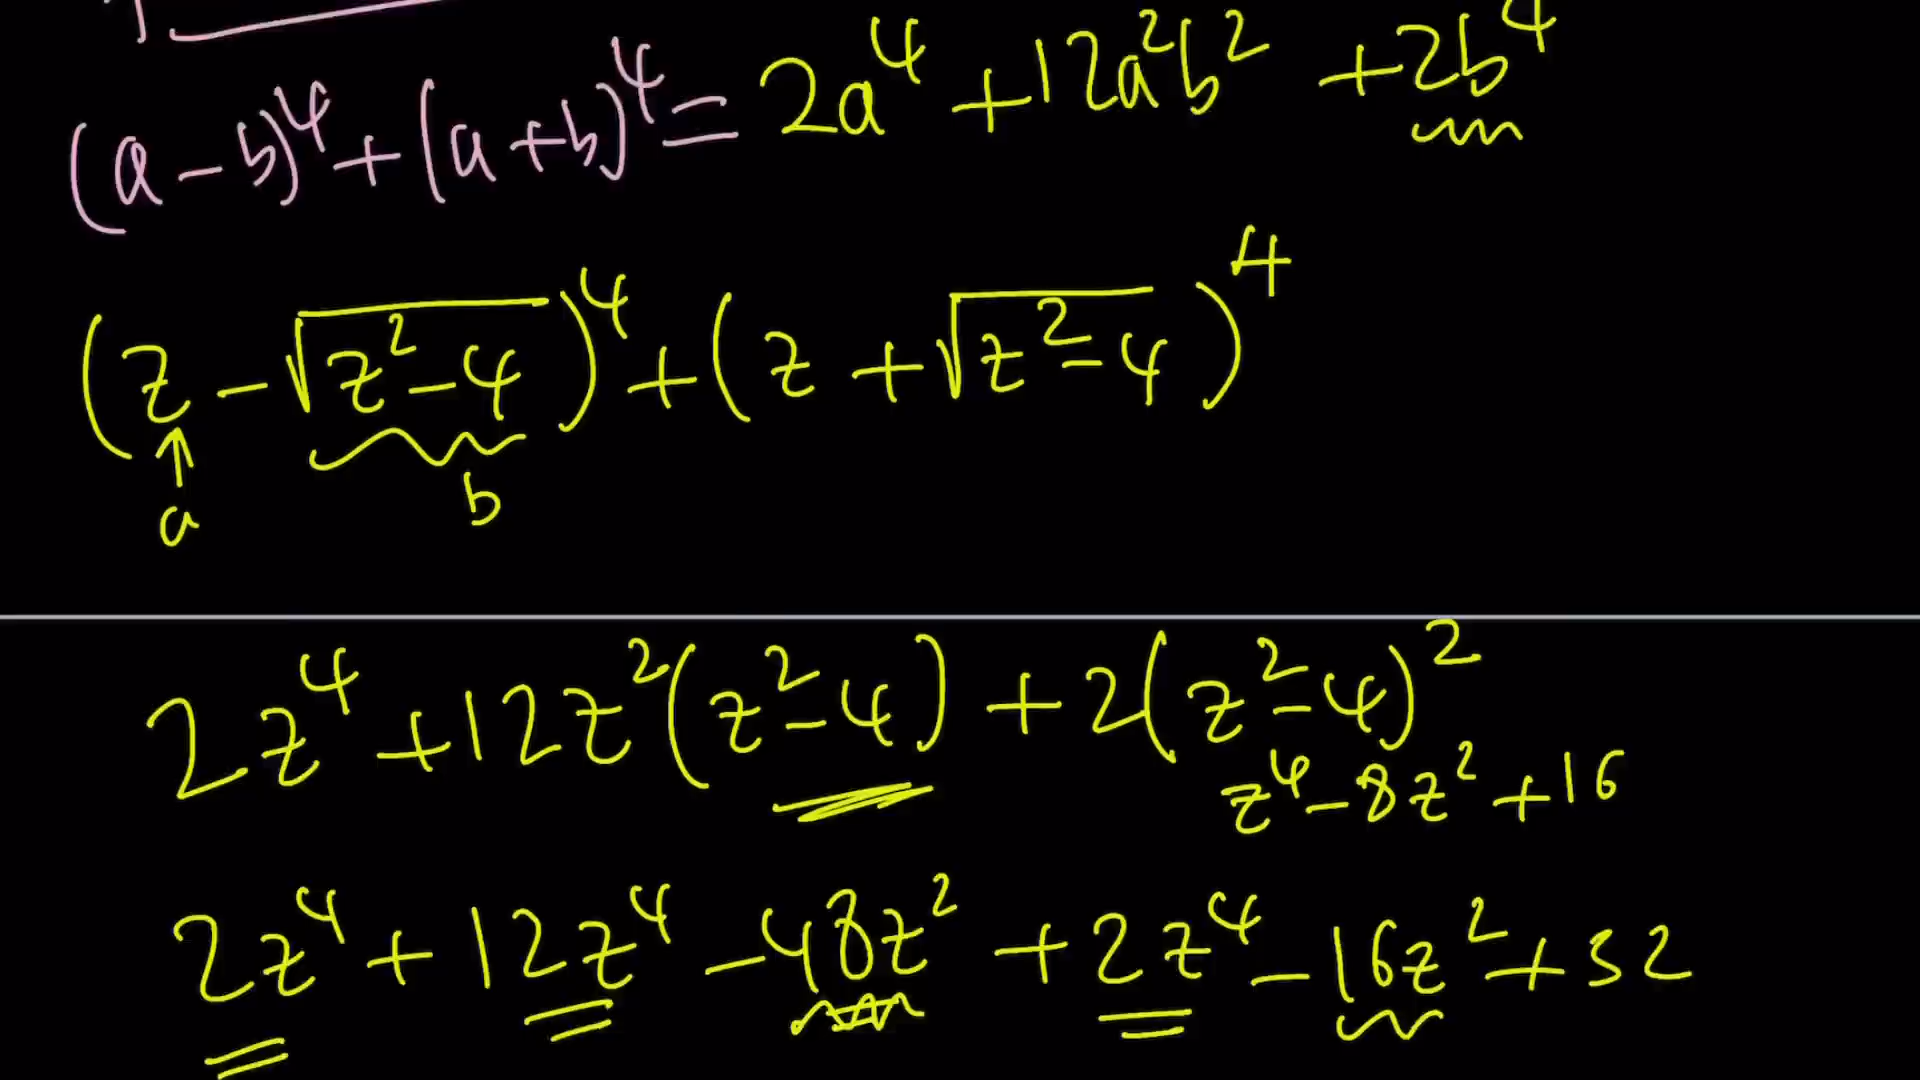 (a-b)⁴+(a+b)⁴=2a⁴+12a²b²+2b⁴
(z-√(z²-4))⁴+(z+√(z²-4))⁴
a b
2z⁴+12z²(z²-4)+2(z²-4)²
z⁴-8z²+16
2z⁴+12z⁴-48z²+2z⁴-16z²+32